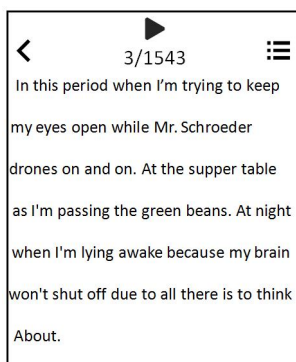 3/1543
In this period when I’m trying to keep
my eyes open while Mr. Schroeder
drones on and on. At the supper table
as I'm passing the green beans. At night
when I'm lying awake because my brain
won't shut off due to all there is to think
About.